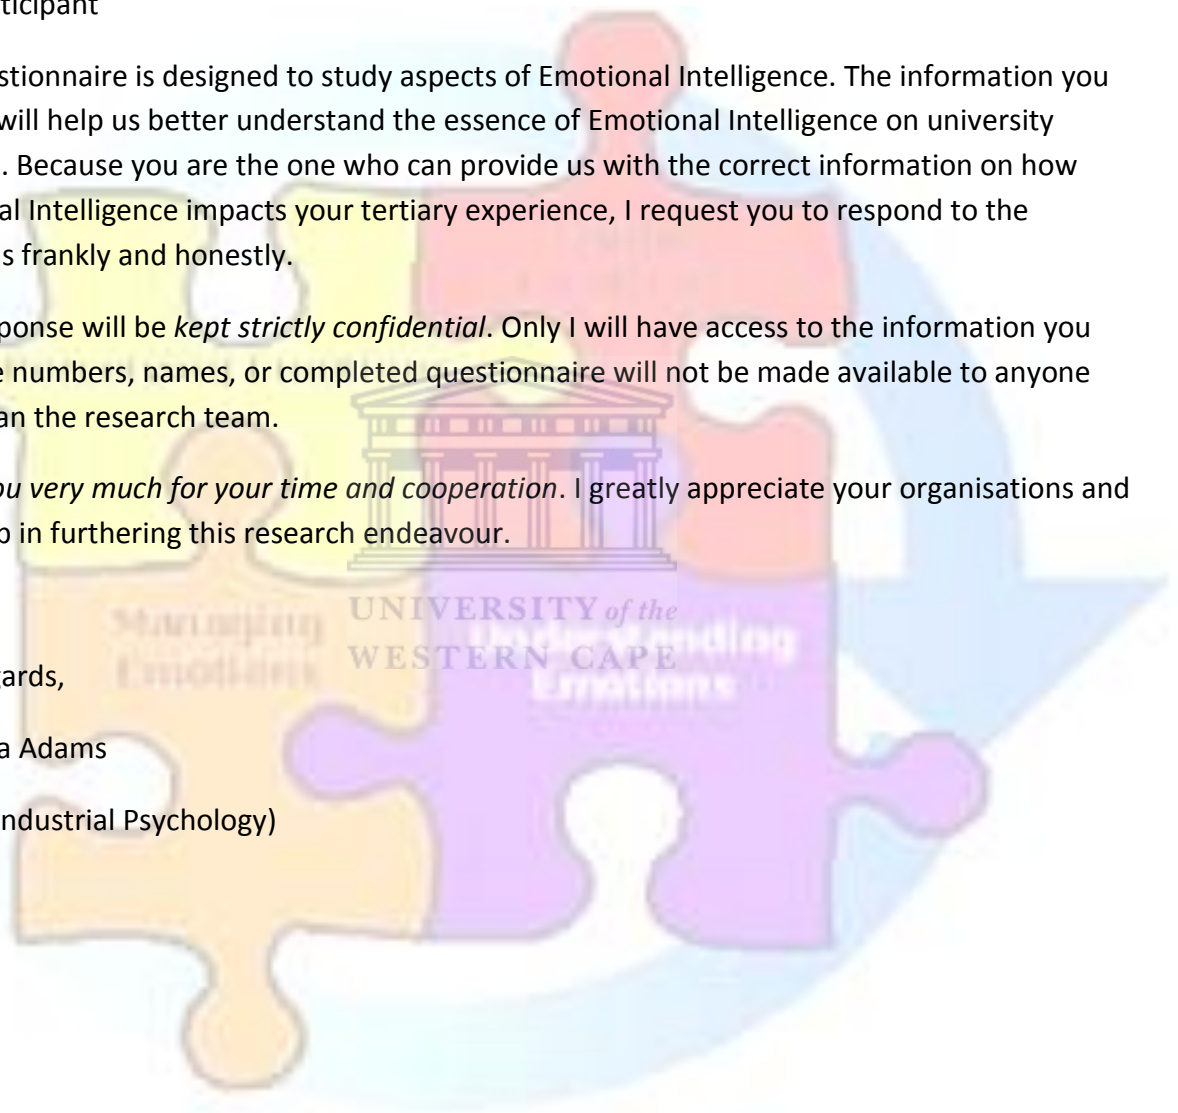 ticipant
stionnaire is designed to study aspects of Emotional Intelligence. The information you
will help us better understand the essence of Emotional Intelligence on university
. Because you are the one who can provide us with the correct information on how
al Intelligence impacts your tertiary experience, I request you to respond to the
s frankly and honestly.
ponse will be kept strictly confidential. Only I will have access to the information you
e numbers, names, or completed questionnaire will not be made available to anyone
an the research team.
ou very much for your time and cooperation. I greatly appreciate your organisations and
p in furthering this research endeavour.
UNIVERSITY of the
WESTERN CAPE
Managing
Emotions
Understanding
Emotions
gards,
a Adams
ndustrial Psychology)